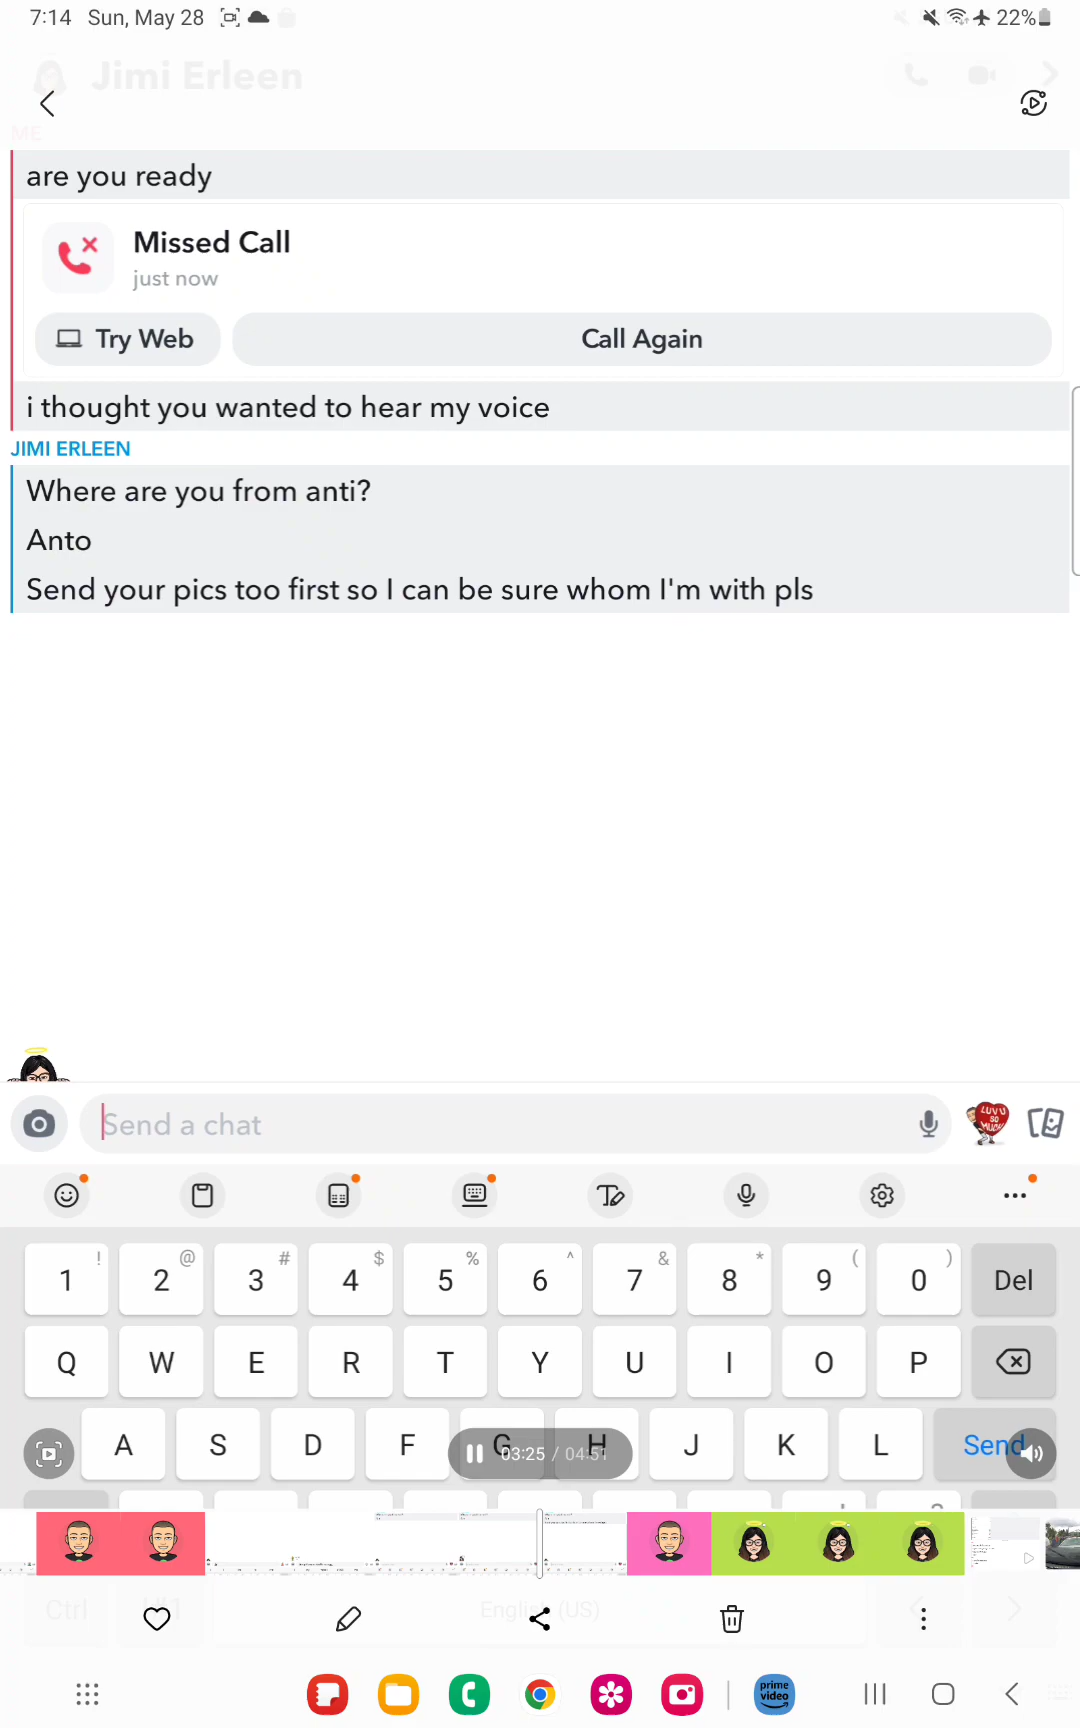 7:14 Sun, May 28 22%
Jimi Erleen
ME
are you ready
Missed Call
just now
Try Web
Call Again
i thought you wanted to hear my voice
JIMI ERLEEN
Where are you from anti?
Anto
Send your pics too first so I can be sure whom I'm with pls
Send a chat
LUV U SO MUCH
! @ # $ % ^ & * ( )
1 2 3 4 5 6 7 8 9 0 Del
Q W E R T Y U I O P
A S D F G H J K L Send
03:25 / 04:51
Ctrl
English (US)
prime video